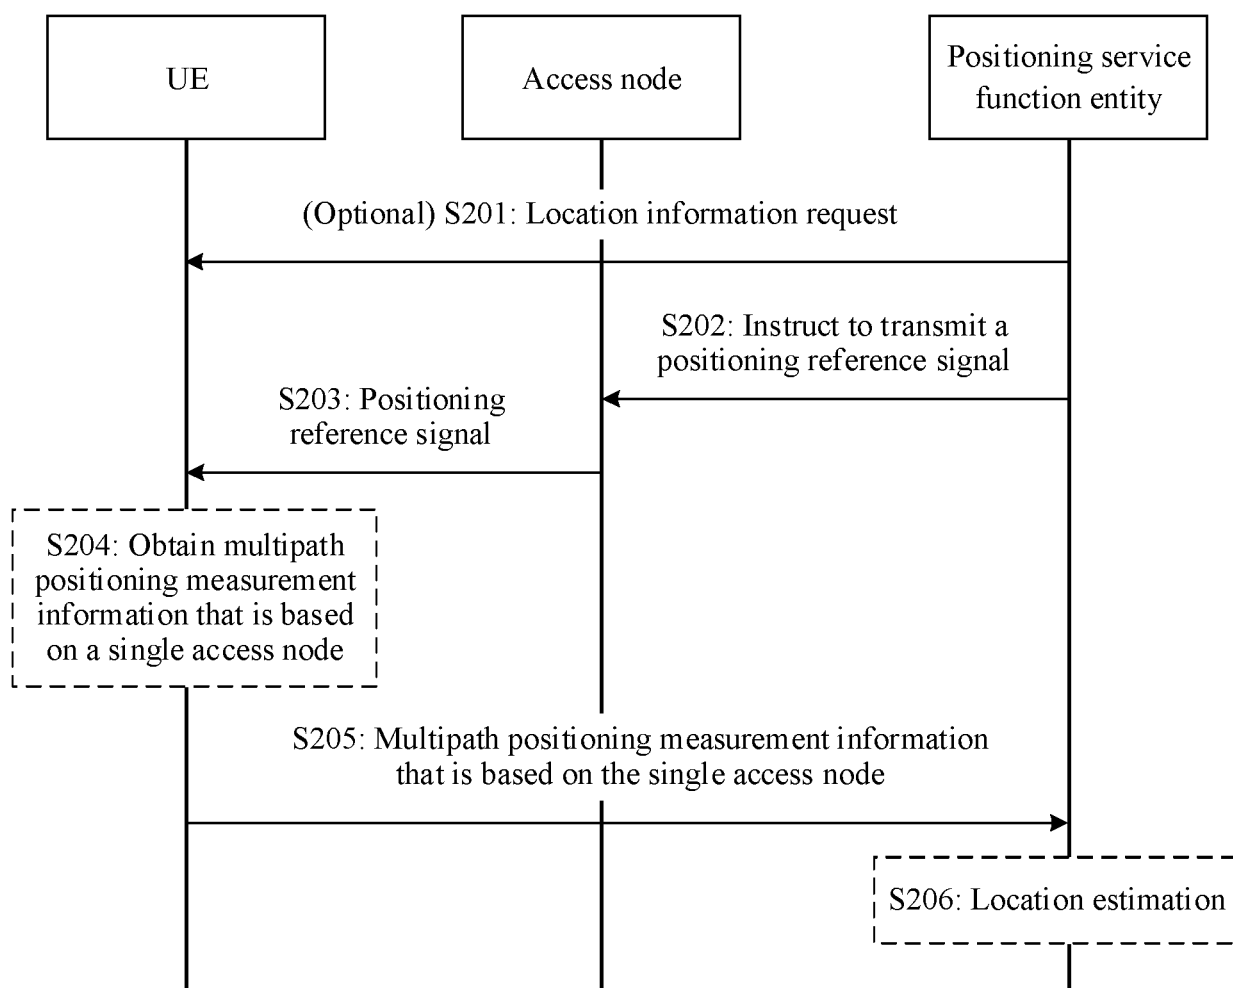 UE
Access node
Positioning service
function entity
(Optional) S201: Location information request
S202: Instruct to transmit a
positioning reference signal
S203: Positioning
reference signal
S204: Obtain multipath
positioning measurement
information that is based
on a single access node
S205: Multipath positioning measurement information
that is based on the single access node
S206: Location estimation